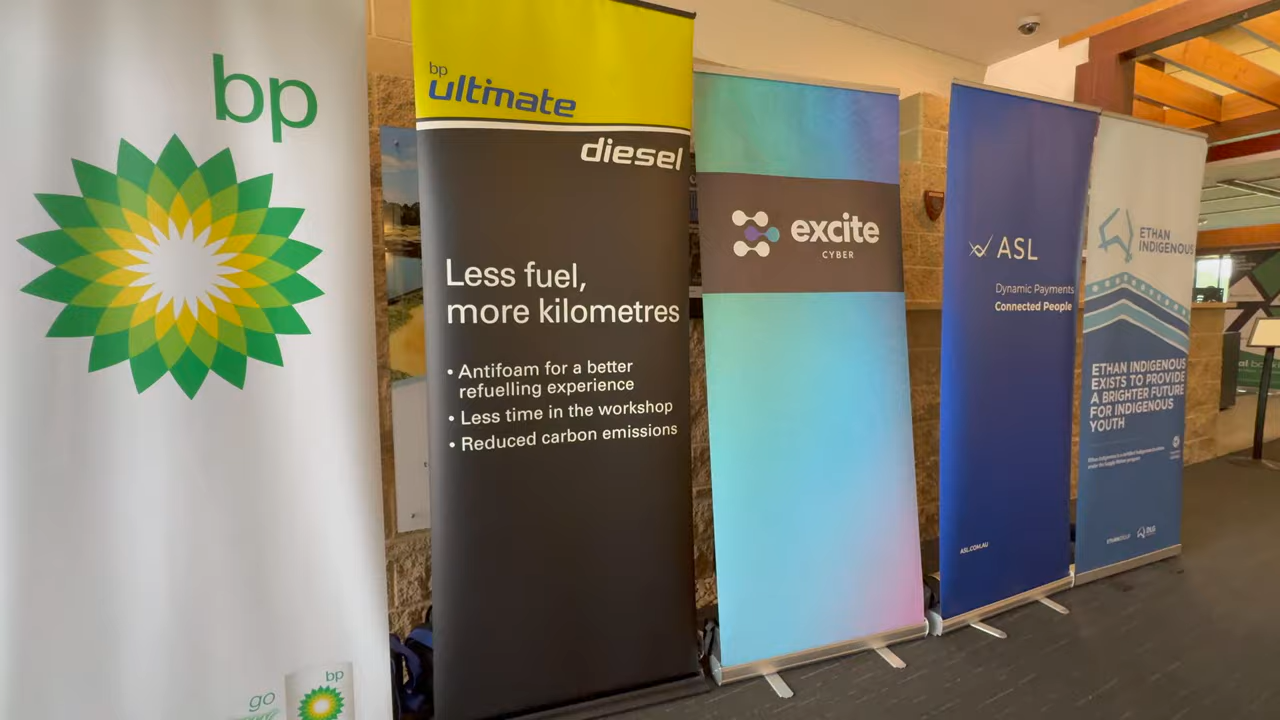 bp
go
bp
bp
ultimate
diesel
Less fuel,
more kilometres
• Antifoam for a better
refuelling experience
• Less time in the workshop
• Reduced carbon emissions
excite
CYBER
ASL
Dynamic Payments
Connected People
ASL.COM.AU
ETHAN
INDIGENOUS
ETHAN INDIGENOUS
EXISTS TO PROVIDE
A BRIGHTER FUTURE
FOR INDIGENOUS
YOUTH